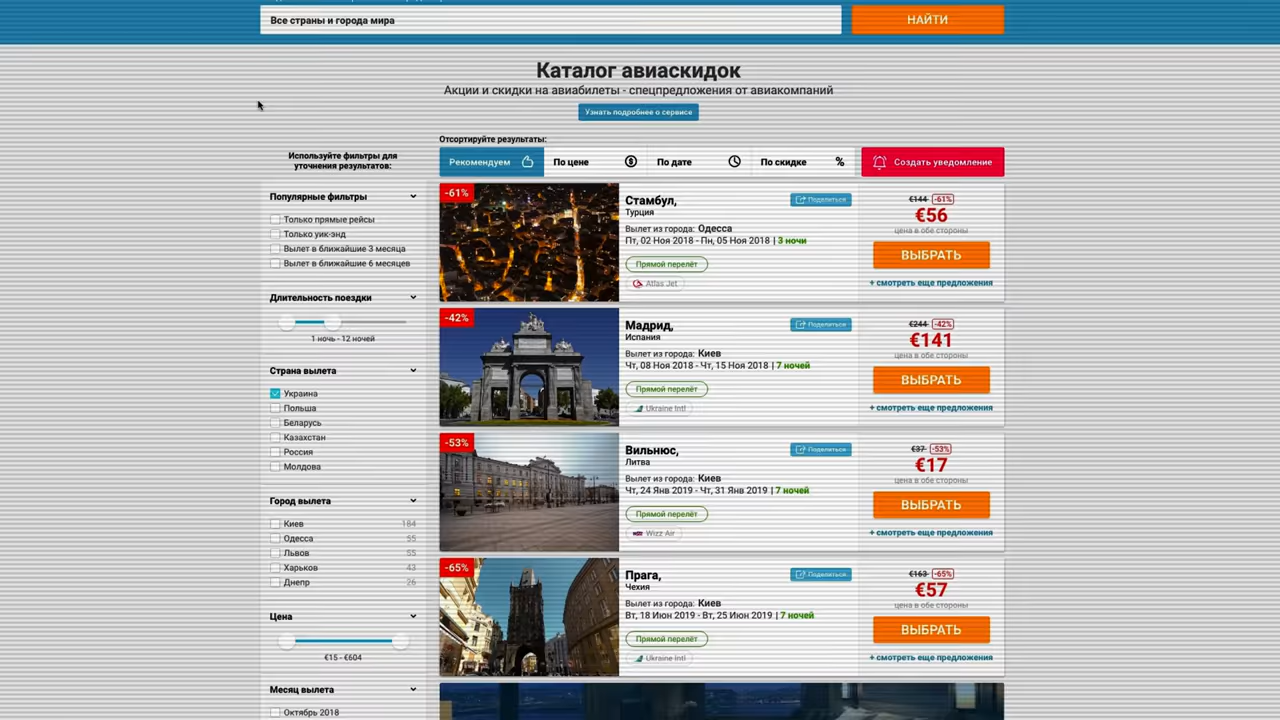 Все страны и города мира
НАЙТИ
Каталог авиаскидок
Акции и скидки на авиабилеты - спецпредложения от авиакомпаний
Узнать подробнее о сервисе
Отсортируйте результаты:
Используйте фильтры для
уточнения результатов:
Рекомендуем
По цене
По дате
По скидке %
Создать уведомление
Популярные фильтры
Только прямые рейсы
Только уик-энд
Вылет в ближайшие 3 месяца
Вылет в ближайшие 6 месяцев
Длительность поездки
1 ночь - 12 ночей
Страна вылета
Украина
Польша
Беларусь
Казахстан
Россия
Молдова
Город вылета
Киев 184
Одесса 55
Львов 55
Харьков 43
Днепр 26
Цена
€15 - €604
Месяц вылета
Октябрь 2018
-61%
Стамбул,
Турция
Поделиться
Вылет из города: Одесса
Пт, 02 Ноя 2018 - Пн, 05 Ноя 2018 | 3 ночи
Прямой перелёт
Atlas Jet
€144 -61%
€56
цена в обе стороны
ВЫБРАТЬ
+ смотреть еще предложения
-42%
Мадрид,
Испания
Поделиться
Вылет из города: Киев
Чт, 08 Ноя 2018 - Чт, 15 Ноя 2018 | 7 ночей
Прямой перелёт
Ukraine Intl
€244 -42%
€141
цена в обе стороны
ВЫБРАТЬ
+ смотреть еще предложения
-53%
Вильнюс,
Литва
Поделиться
Вылет из города: Киев
Чт, 24 Янв 2019 - Чт, 31 Янв 2019 | 7 ночей
Прямой перелёт
Wizz Air
€37 -53%
€17
цена в обе стороны
ВЫБРАТЬ
+ смотреть еще предложения
-65%
Прага,
Чехия
Поделиться
Вылет из города: Киев
Вт, 18 Июн 2019 - Вт, 25 Июн 2019 | 7 ночей
Прямой перелёт
Ukraine Intl
€163 -65%
€57
цена в обе стороны
ВЫБРАТЬ
+ смотреть еще предложения